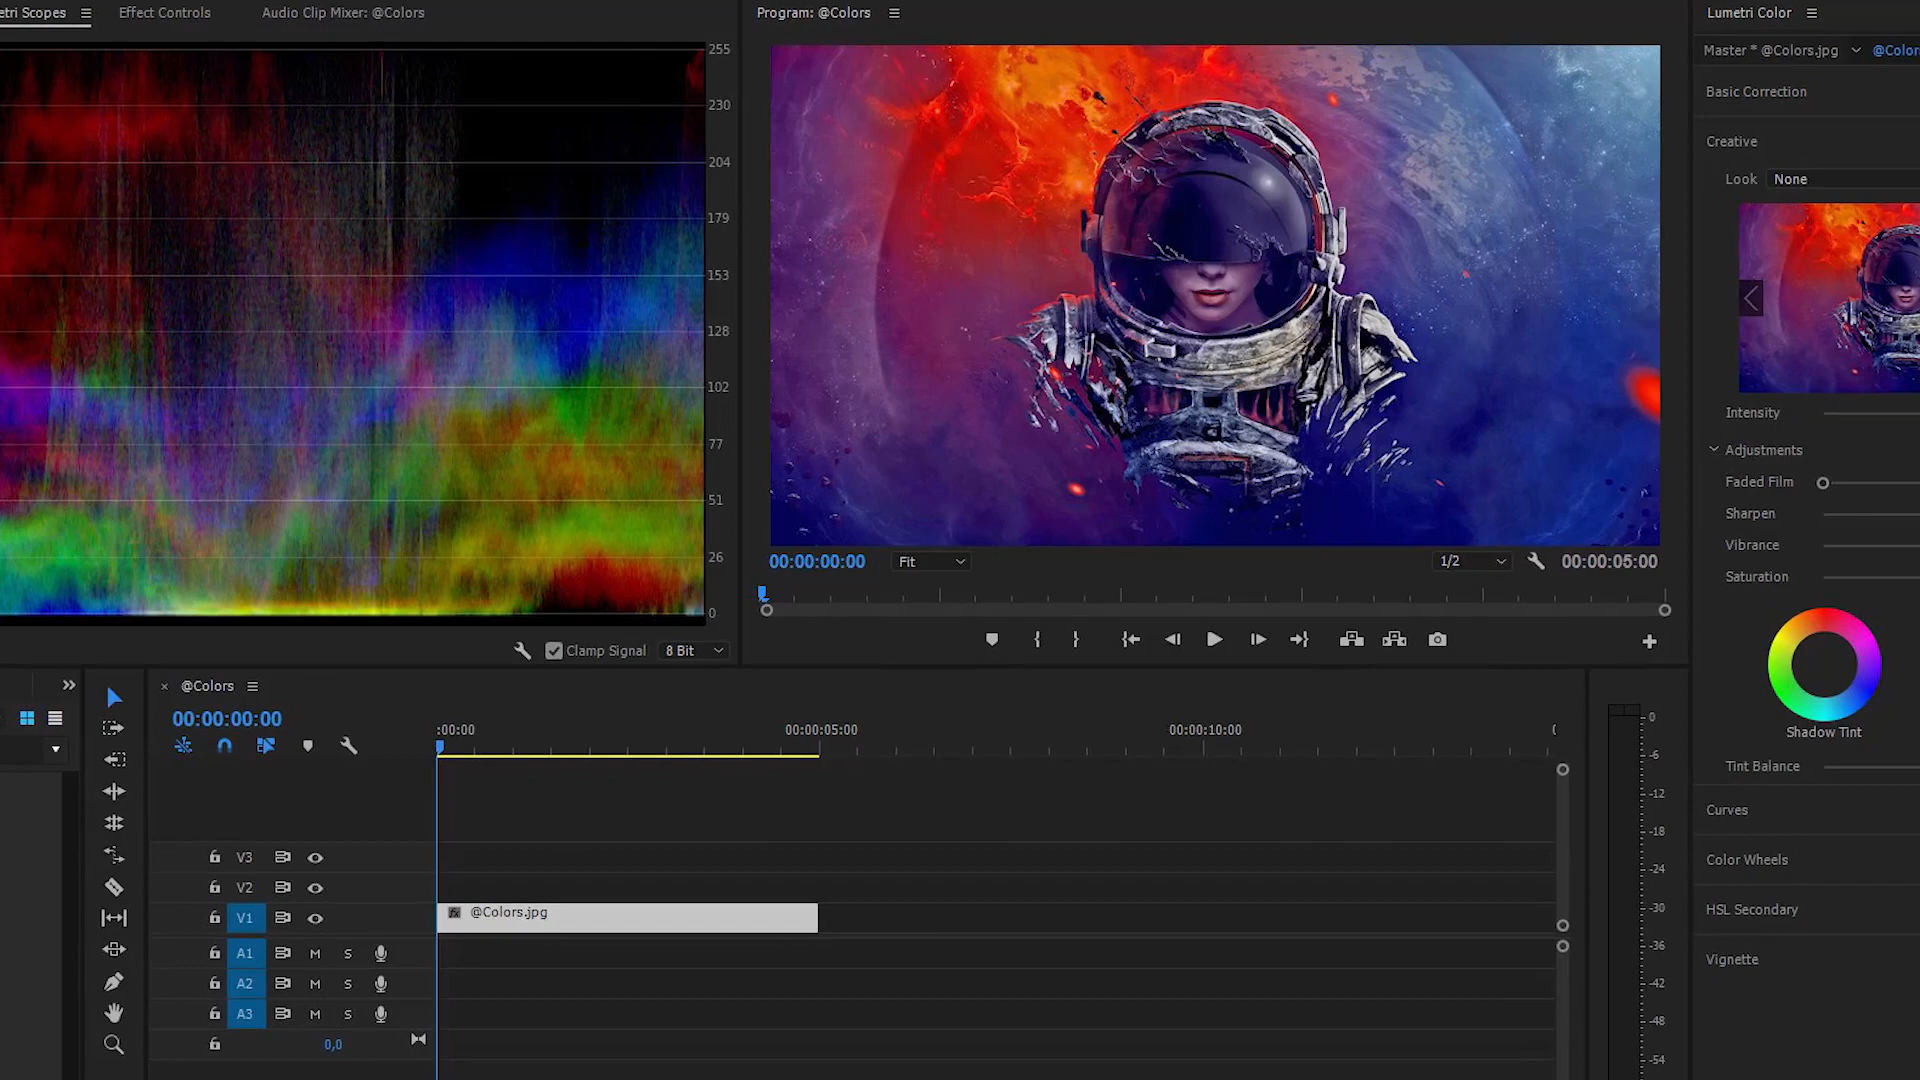 etri Scopes
Effect Controls
Audio Clip Mixer: @Colors
255
230
204
179
153
128
102
77
51
26
0
Clamp Signal
8 Bit
Program: @Colors
00:00:00:00
Fit
1/2
00:00:05:00
Lumetri Color
Master * @Colors.jpg
@Color
Basic Correction
Creative
Look
None
Intensity
Adjustments
Faded Film
Sharpen
Vibrance
Saturation
Shadow Tint
Tint Balance
Curves
Color Wheels
HSL Secondary
Vignette
× @Colors
00:00:00:00
:00:00
00:00:05:00
00:00:10:00
V3
V2
V1
fx @Colors.jpg
A1 M S
A2 M S
A3 M S
0,0
0
-6
-12
-18
-24
-30
-36
-42
-48
-54